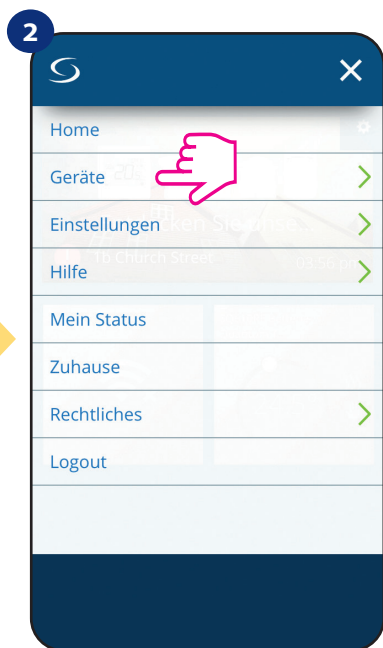 2
Home
Geräte
Einstellungen
Hilfe
Mein Status
Zuhause
Rechtliches
Logout